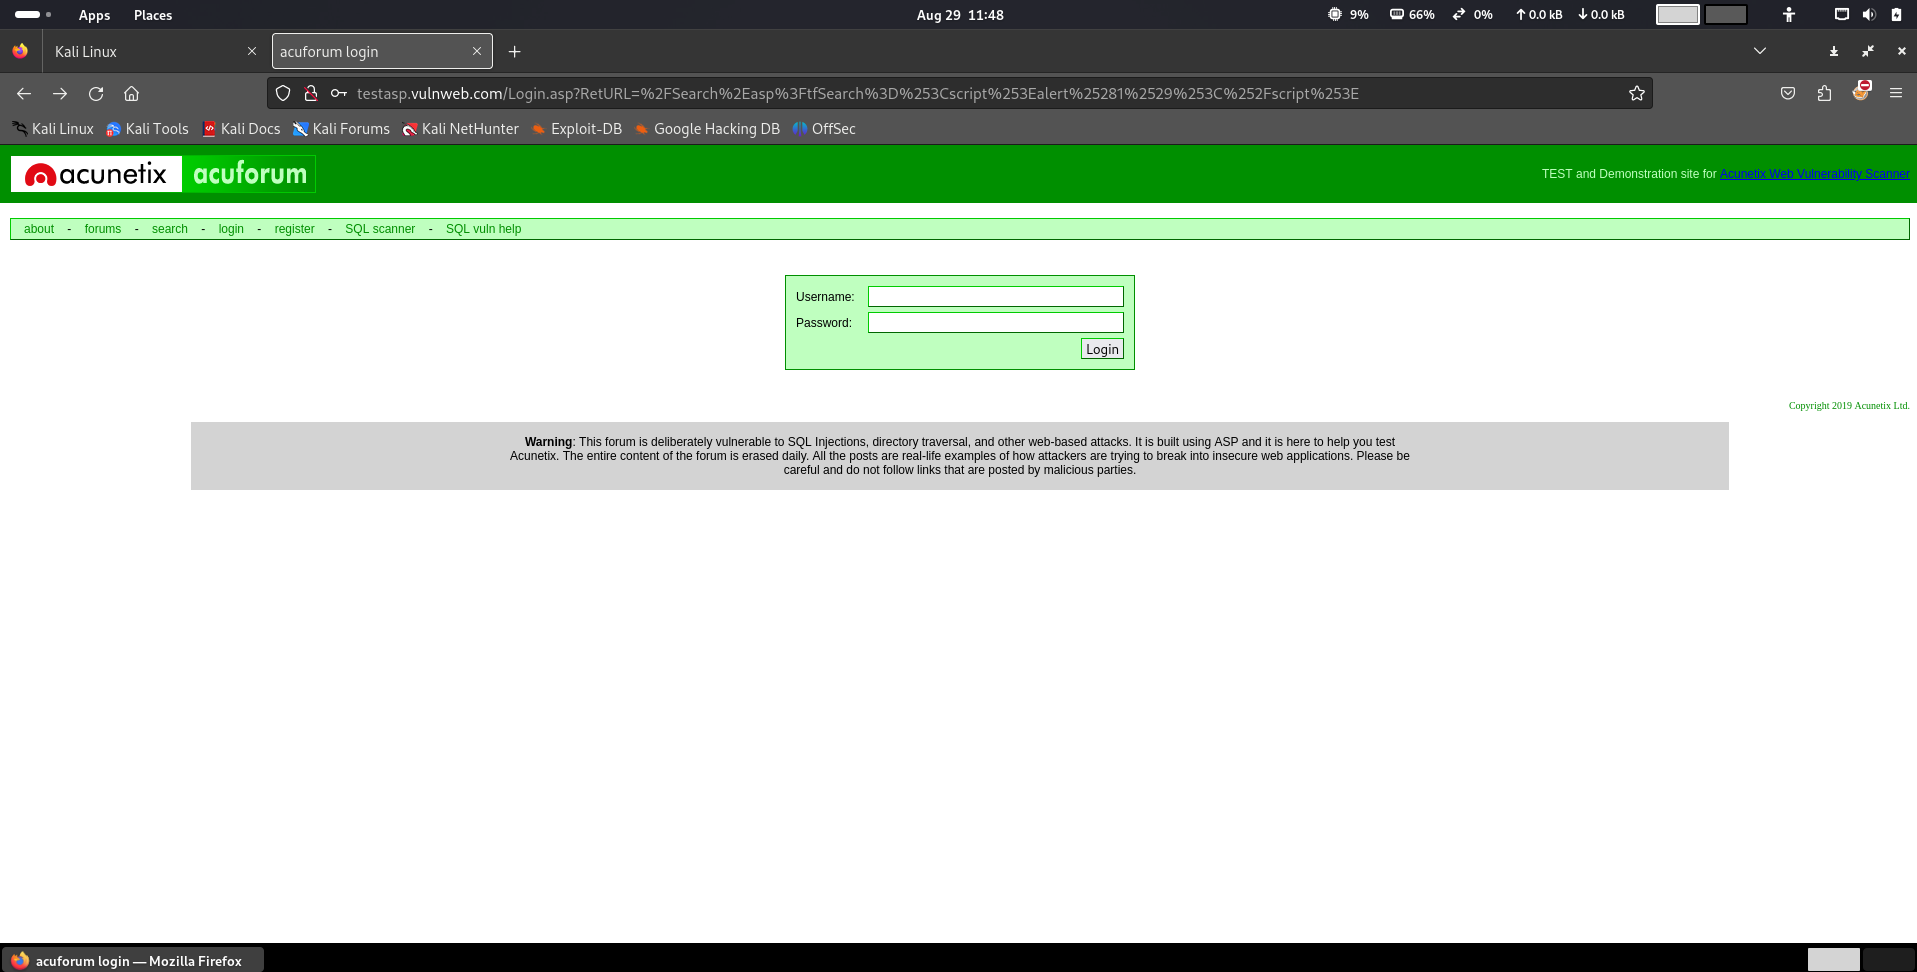 Apps Places Aug 29 11:48 9% 66% 0% 0.0 kB 0.0 kB
Kali Linux acuforum login
testasp.vulnweb.com/Login.asp?RetURL=%2FSearch%2Easp%3FtfSearch%3D%253Cscript%253Ealert%25281%2529%253C%252Fscript%253E
Kali Linux Kali Tools Kali Docs Kali Forums Kali NetHunter Exploit-DB Google Hacking DB OffSec
acunetix acuforum TEST and Demonstration site for Acunetix Web Vulnerability Scanner
about - forums - search - login - register - SQL scanner - SQL vuln help
Username:
Password:
Login
Copyright 2019 Acunetix Ltd.
Warning: This forum is deliberately vulnerable to SQL Injections, directory traversal, and other web-based attacks. It is built using ASP and it is here to help you test
Acunetix. The entire content of the forum is erased daily. All the posts are real-life examples of how attackers are trying to break into insecure web applications. Please be
careful and do not follow links that are posted by malicious parties.
acuforum login — Mozilla Firefox